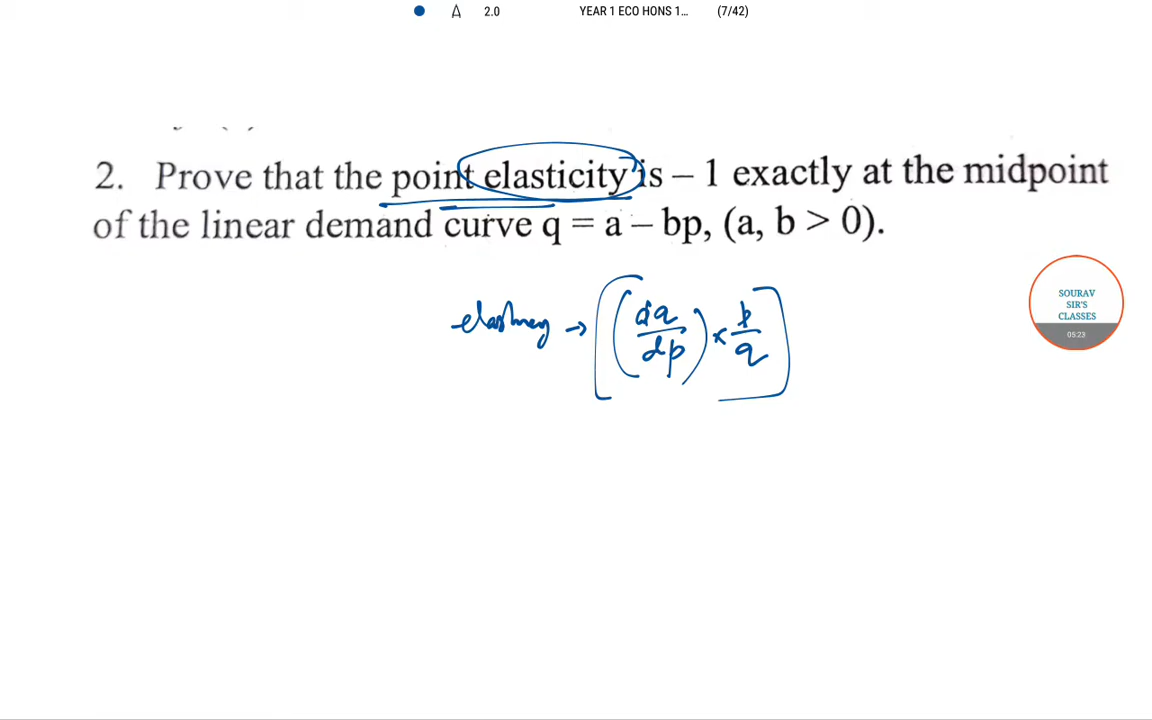 2.0 YEAR 1 ECO HONS 1... (7/42)
2. Prove that the point elasticity is – 1 exactly at the midpoint
of the linear demand curve q = a – bp, (a, b > 0).
SOURAV
SIR'S
CLASSES
05:23
elasticity → [(dq/dp) × p/q]